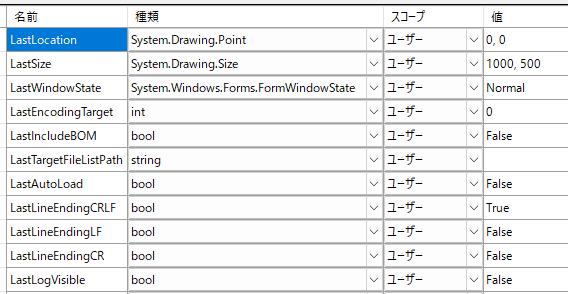 名前 種類 スコープ 値
LastLocation System.Drawing.Point ユーザー 0, 0
LastSize System.Drawing.Size ユーザー 1000, 500
LastWindowState System.Windows.Forms.FormWindowState ユーザー Normal
LastEncodingTarget int ユーザー 0
LastIncludeBOM bool ユーザー False
LastTargetFileListPath string ユーザー
LastAutoLoad bool ユーザー False
LastLineEndingCRLF bool ユーザー True
LastLineEndingLF bool ユーザー False
LastLineEndingCR bool ユーザー False
LastLogVisible bool ユーザー False